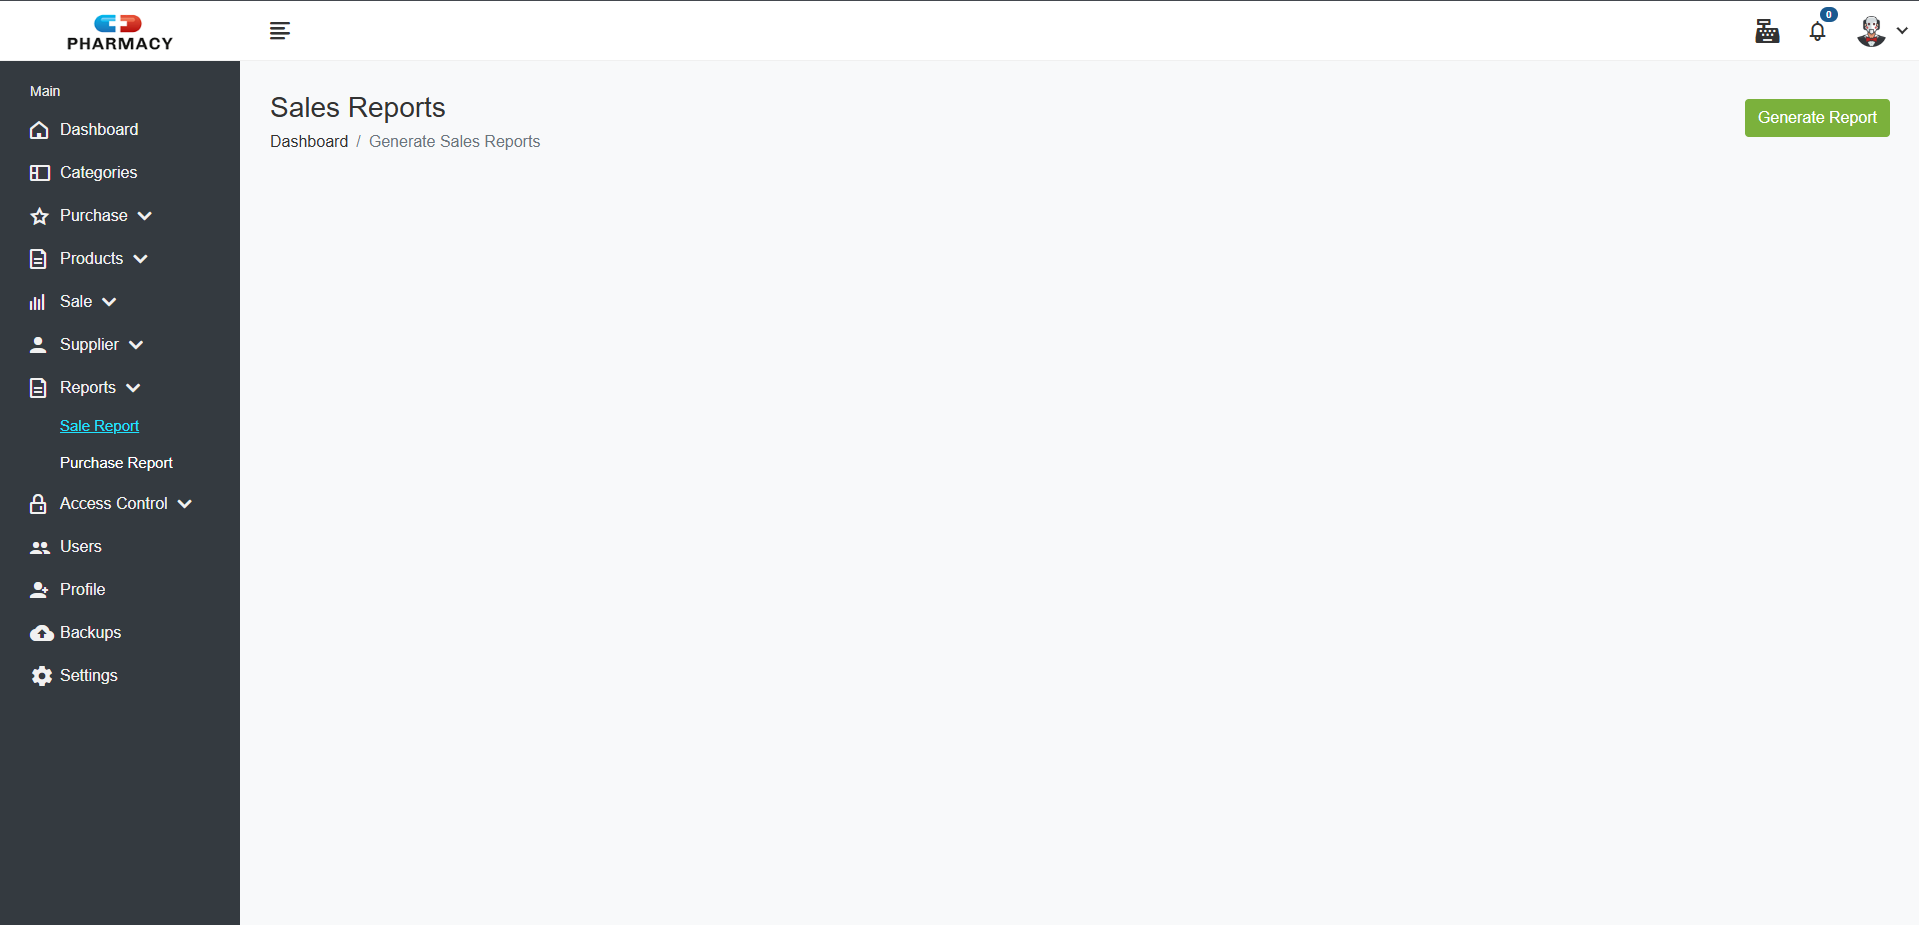 PHARMACY
0
Main
Dashboard
Categories
Purchase
Products
Sale
Supplier
Reports
Sale Report
Purchase Report
Access Control
Users
Profile
Backups
Settings
Sales Reports
Dashboard / Generate Sales Reports
Generate Report